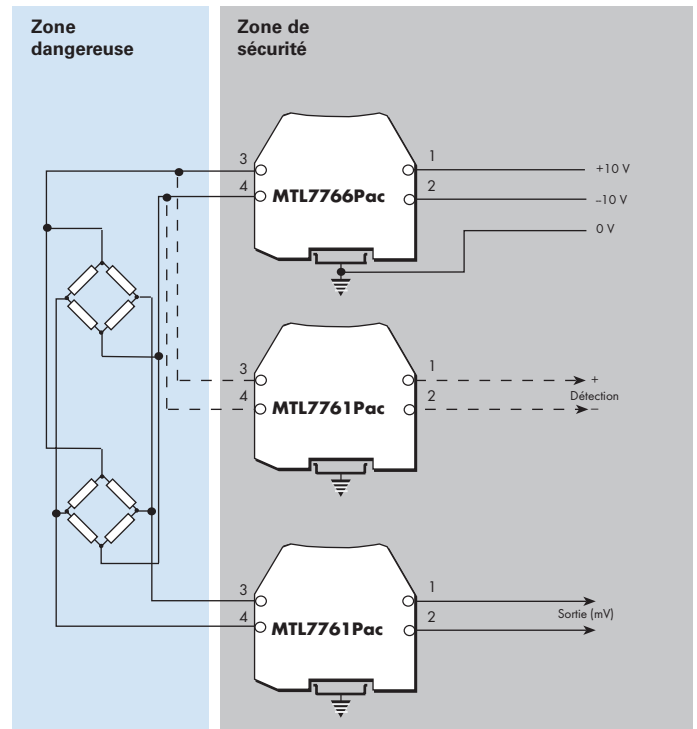 Zone
dangereuse
Zone de
sécurité
3
4
MTL7766Pac
1
2
+10 V
–10 V
0 V
3
4
MTL7761Pac
1
2
+
Détection
–
3
4
MTL7761Pac
1
2
Sortie (mV)